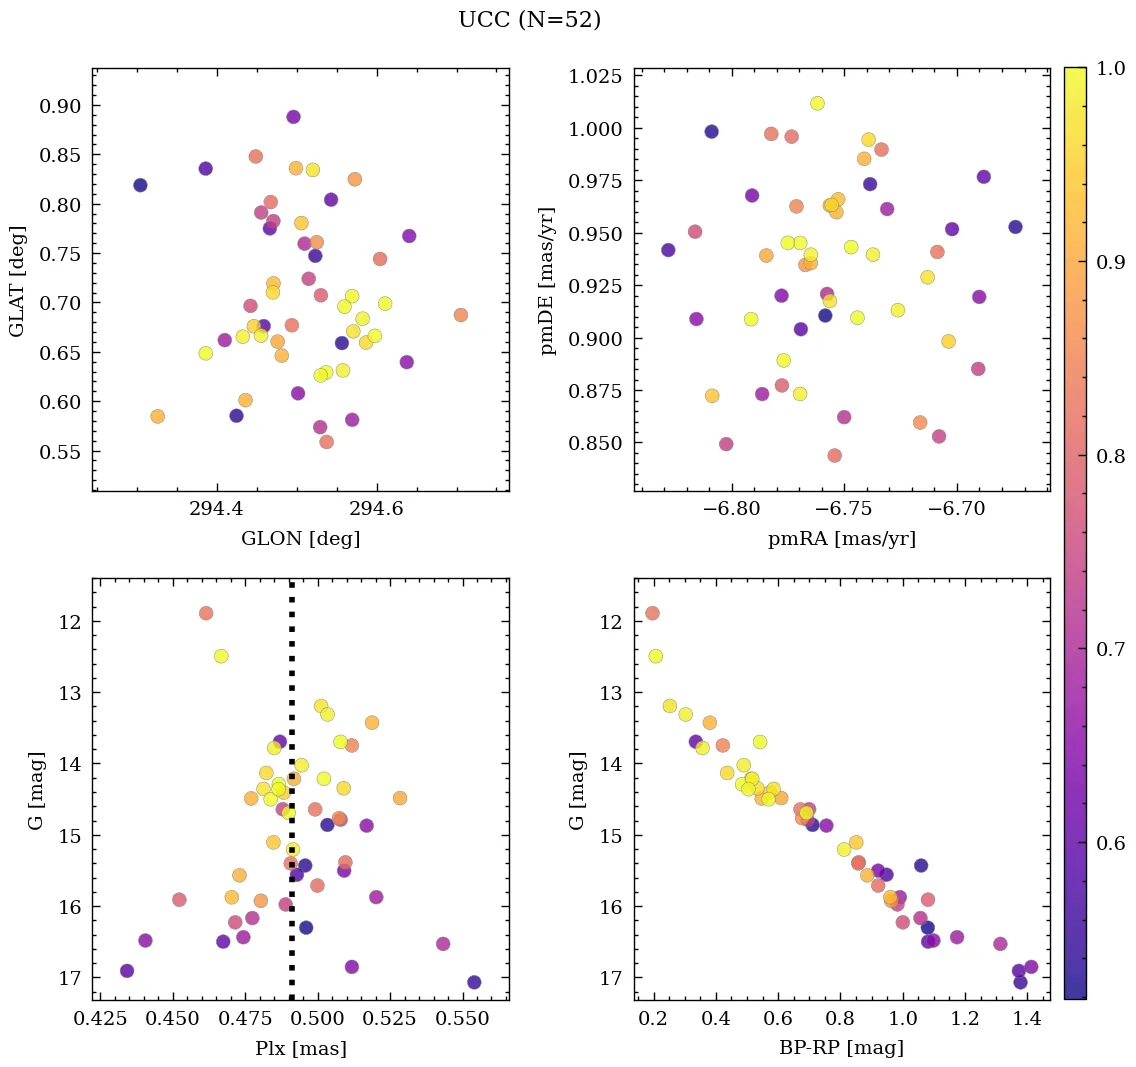 UCC (N=52)
0.90
0.85
0.80
0.75
0.70
0.65
0.60
0.55
GLAT [deg]
294.4 294.6
GLON [deg]
1.025
1.000
0.975
0.950
0.925
0.900
0.875
0.850
pmDE [mas/yr]
−6.80 −6.75 −6.70
pmRA [mas/yr]
12
13
14
15
16
17
G [mag]
0.425 0.450 0.475 0.500 0.525 0.550
Plx [mas]
12
13
14
15
16
17
G [mag]
0.2 0.4 0.6 0.8 1.0 1.2 1.4
BP-RP [mag]
1.0
0.9
0.8
0.7
0.6